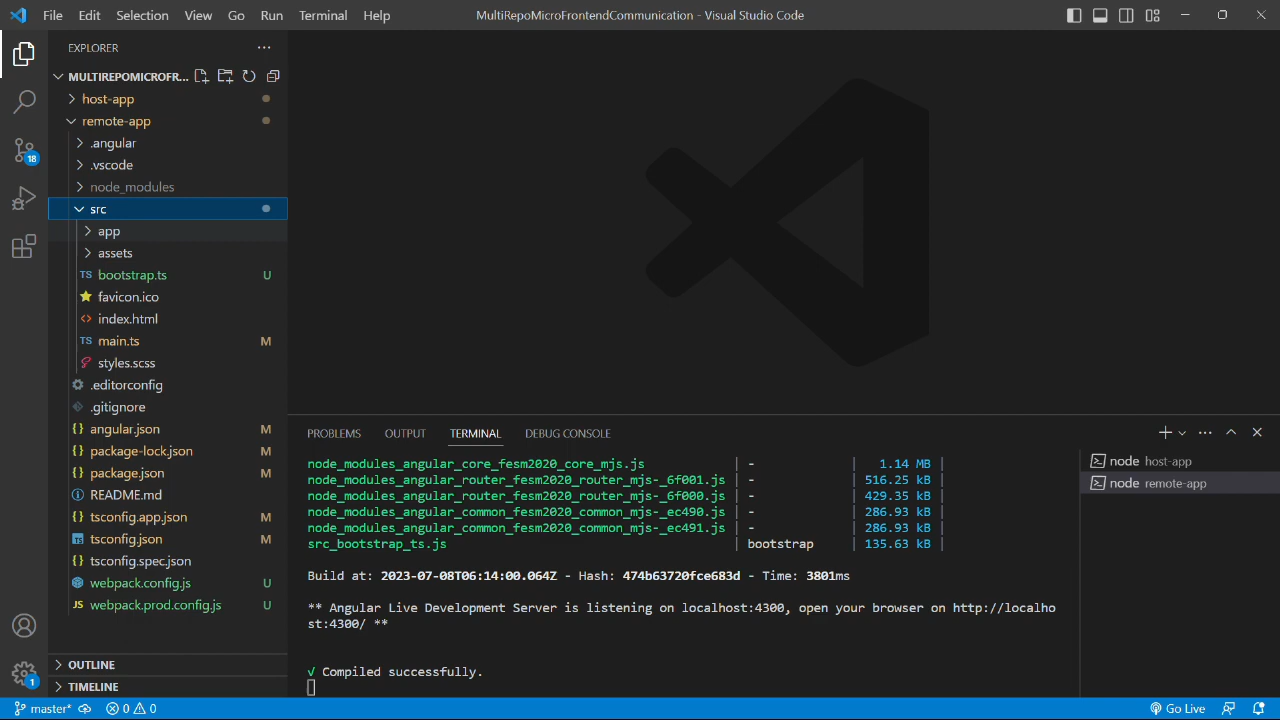 File Edit Selection View Go Run Terminal Help
MultiRepoMicroFrontendCommunication - Visual Studio Code
EXPLORER
MULTIREPOMICROFR...
host-app
remote-app
.angular
.vscode
node_modules
src
app
assets
TS bootstrap.ts U
favicon.ico
<> index.html
TS main.ts M
styles.scss
.editorconfig
.gitignore
{} angular.json M
{} package-lock.json M
{} package.json M
README.md
{} tsconfig.app.json M
TS tsconfig.json M
{} tsconfig.spec.json
webpack.config.js U
JS webpack.prod.config.js U
OUTLINE
TIMELINE
18
1
PROBLEMS OUTPUT TERMINAL DEBUG CONSOLE
node_modules_angular_core_fesm2020_core_mjs.js | - | 1.14 MB |
node_modules_angular_router_fesm2020_router_mjs-_6f001.js | - | 516.25 kB |
node_modules_angular_router_fesm2020_router_mjs-_6f000.js | - | 429.35 kB |
node_modules_angular_common_fesm2020_common_mjs-_ec490.js | - | 286.93 kB |
node_modules_angular_common_fesm2020_common_mjs-_ec491.js | - | 286.93 kB |
src_bootstrap_ts.js | bootstrap | 135.63 kB |
Build at: 2023-07-08T06:14:00.064Z - Hash: 474b63720fce683d - Time: 3801ms
** Angular Live Development Server is listening on localhost:4300, open your browser on http://localho
st:4300/ **
√ Compiled successfully.
node host-app
node remote-app
master* 0 0
Go Live